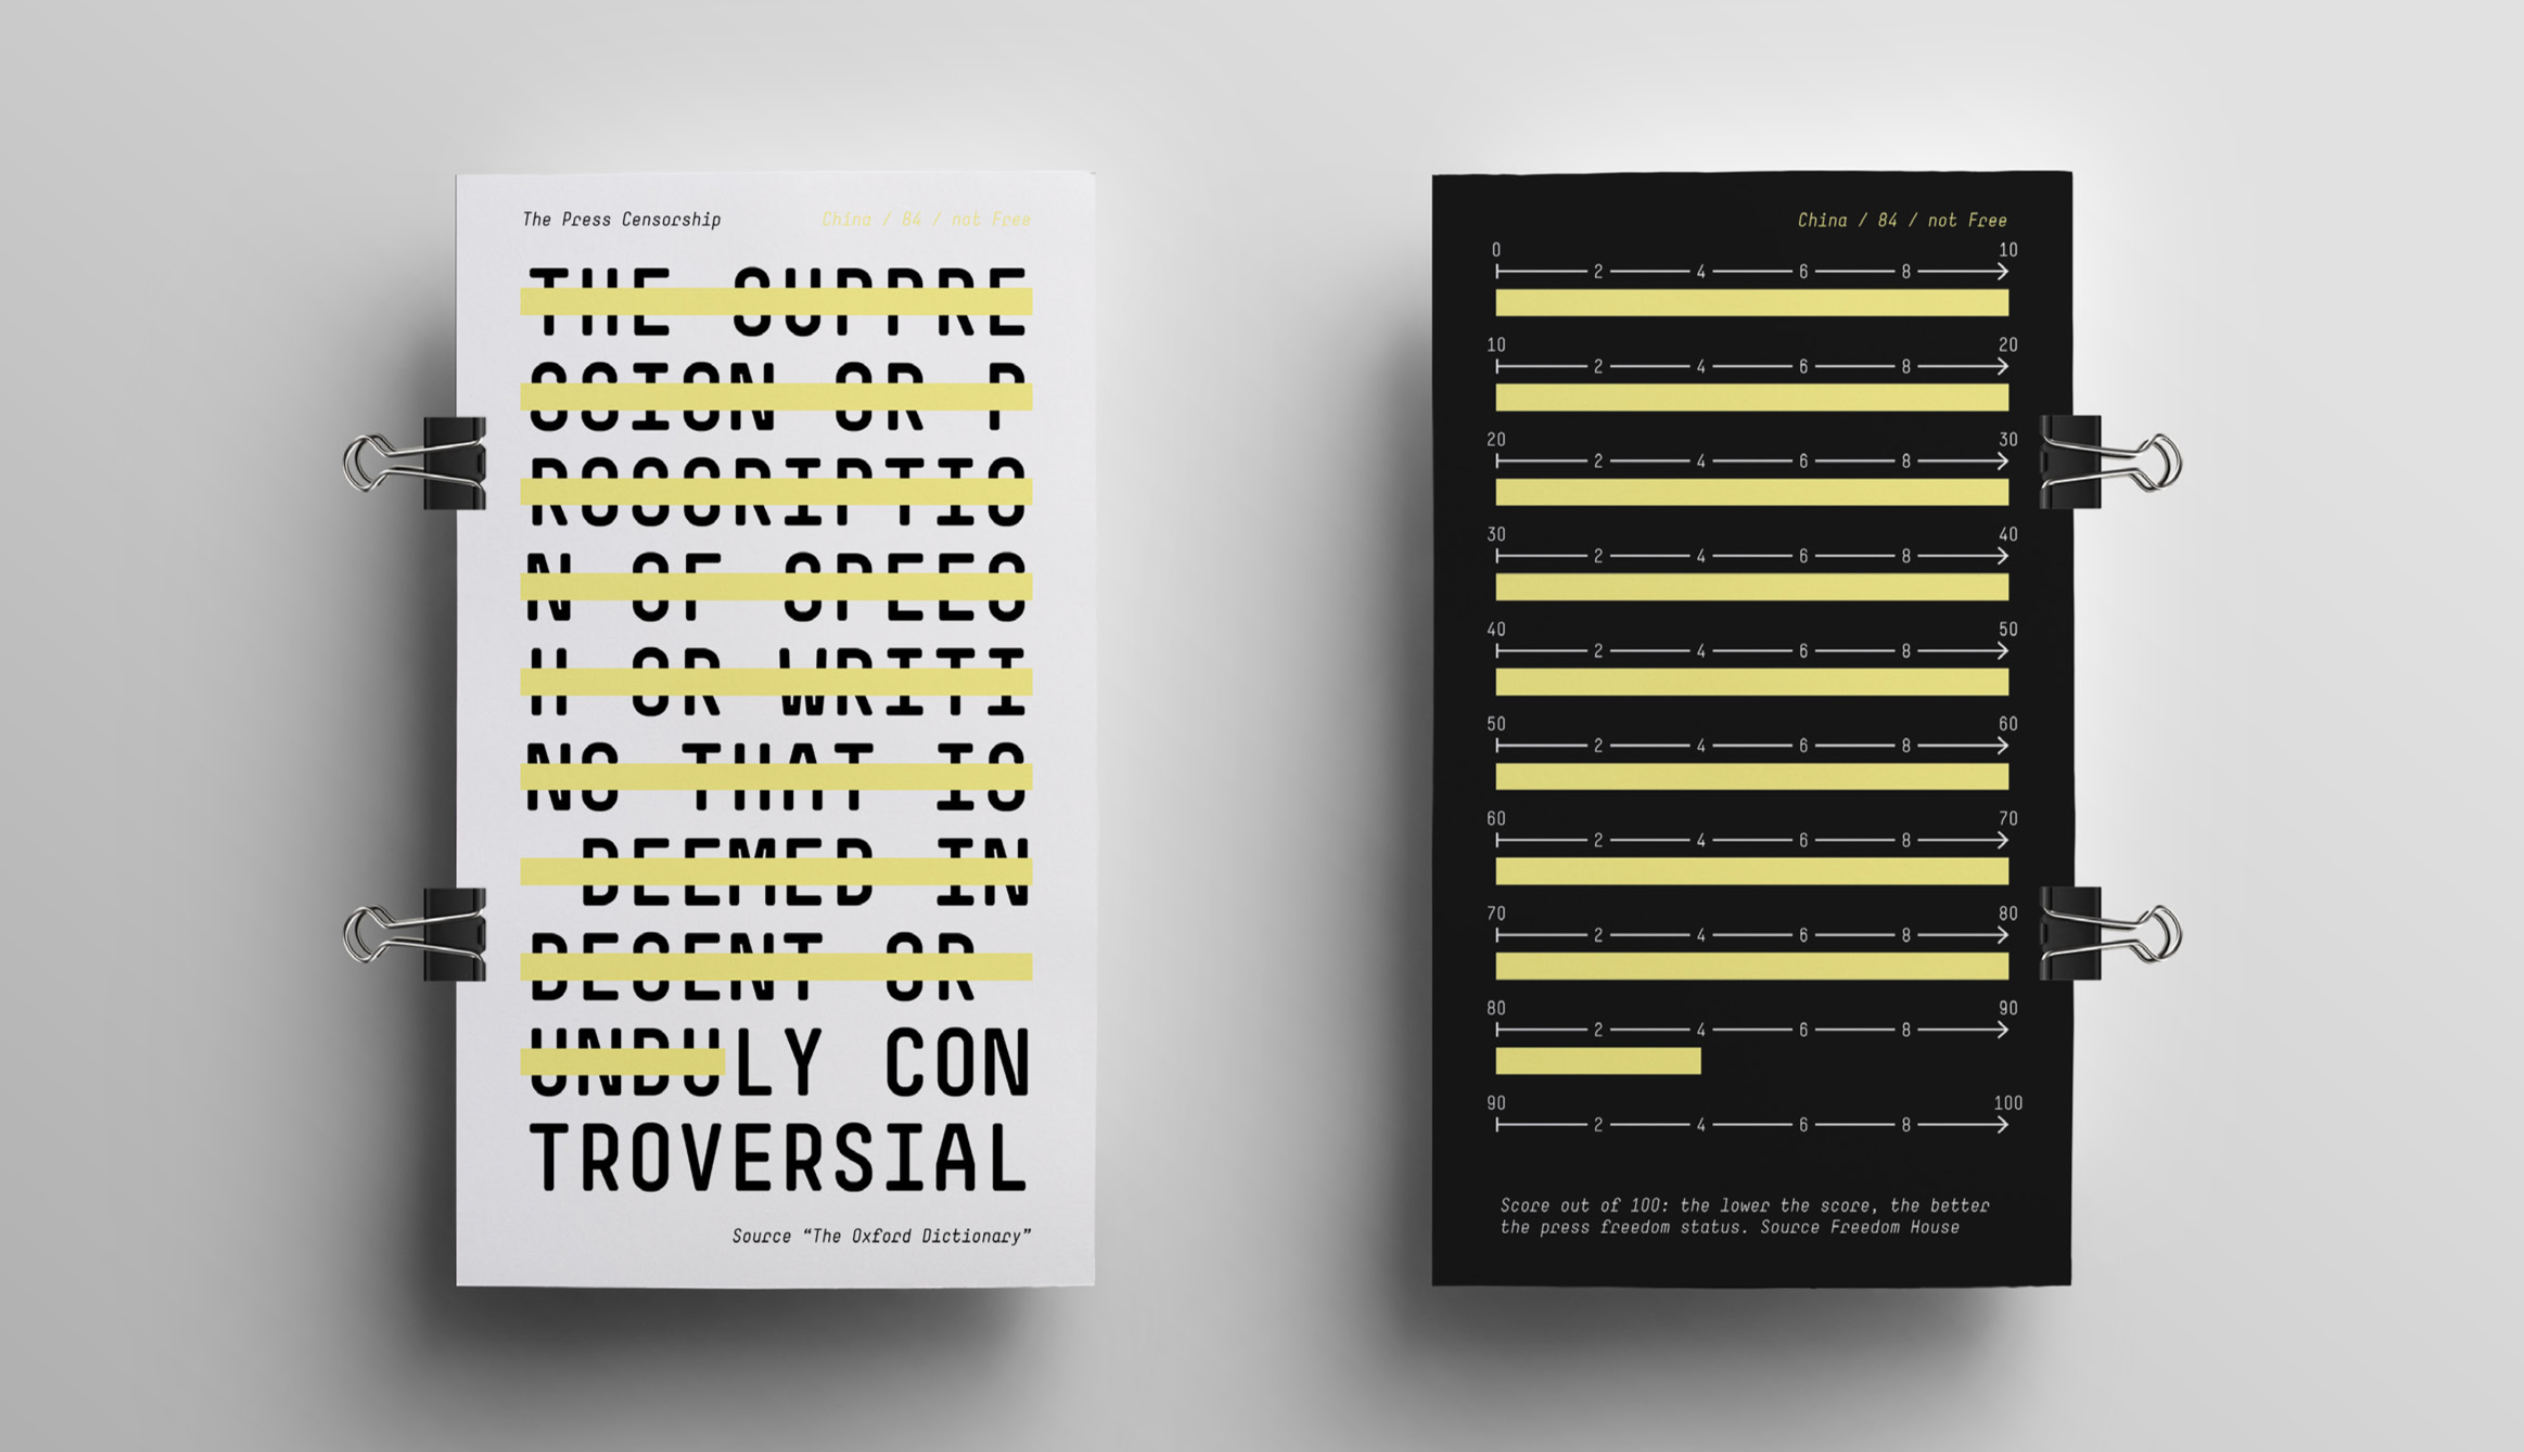 The Press Censorship
China / 84 / not Free
THE SUPPRE
SSION OR P
ROSCRIPTIO
N OF SPEEC
H OR WRITI
NG THAT IS
DEEMED IN
DECENT OR
UNDULY CON
TROVERSIAL
Source “The Oxford Dictionary”
China / 84 / not Free
0 10
2 4 6 8
10 20
2 4 6 8
20 30
2 4 6 8
30 40
2 4 6 8
40 50
2 4 6 8
50 60
2 4 6 8
60 70
2 4 6 8
70 80
2 4 6 8
80 90
2 4 6 8
90 100
2 4 6 8
Score out of 100: the lower the score, the better
the press freedom status. Source Freedom House